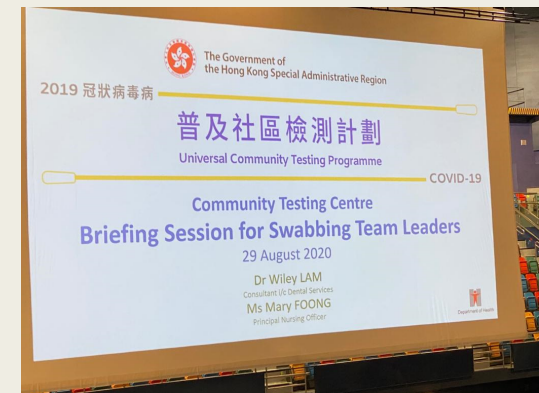 The Government of
the Hong Kong Special Administrative Region
2019 冠狀病毒病
普及社區檢測計劃
Universal Community Testing Programme
COVID-19
Community Testing Centre
Briefing Session for Swabbing Team Leaders
29 August 2020
Dr Wiley LAM
Consultant i/c Dental Services
Ms Mary FOONG
Principal Nursing Officer
Department of Health